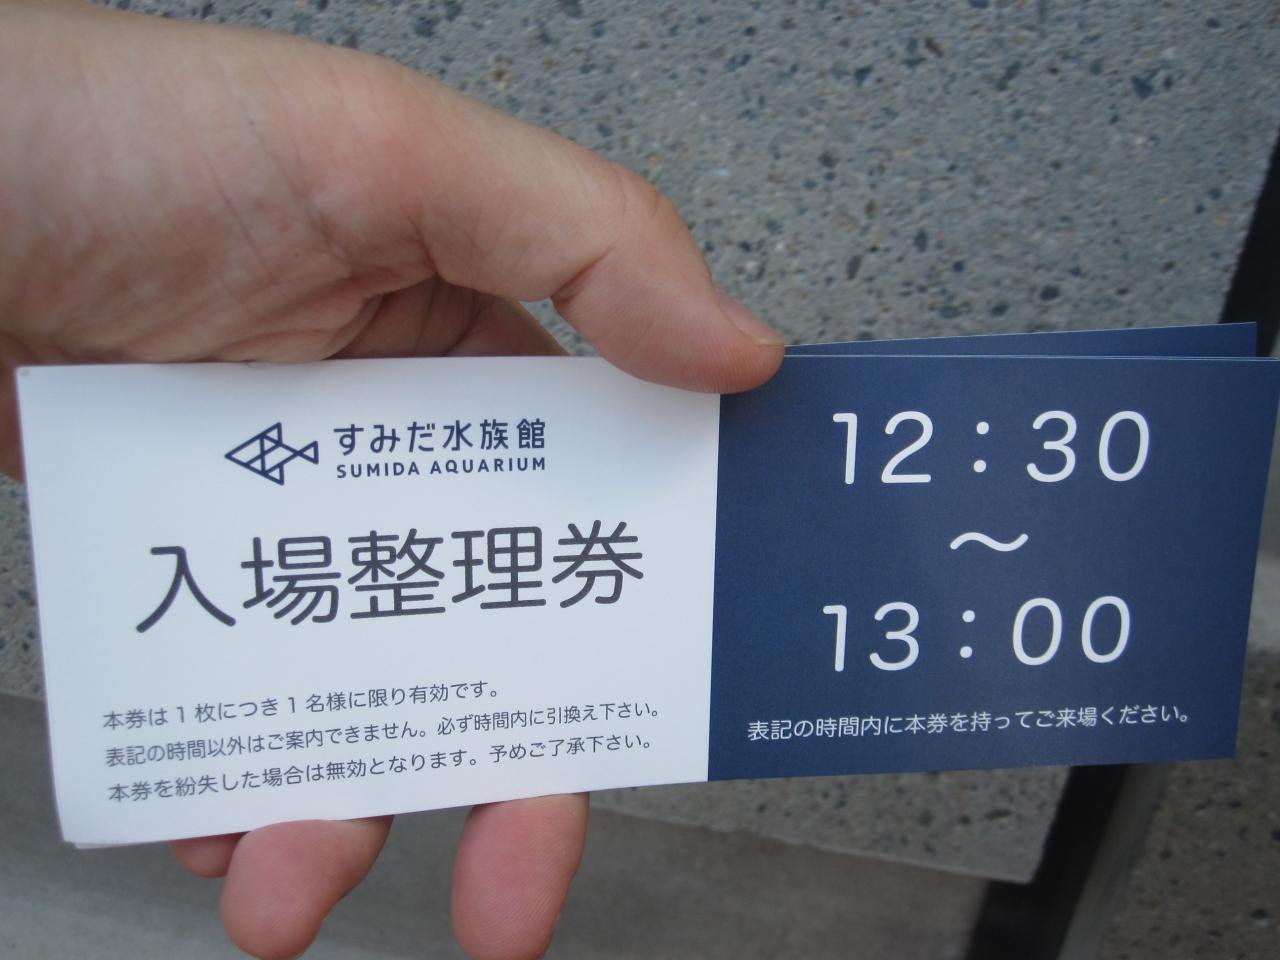 すみだ水族館
SUMIDA AQUARIUM
入場整理券
本券は1枚につき1名様に限り有効です。
表記の時間以外はご案内できません。必ず時間内に引換え下さい。
本券を紛失した場合は無効となります。予めご了承下さい。
12：30
〜
13：00
表記の時間内に本券を持ってご来場ください。